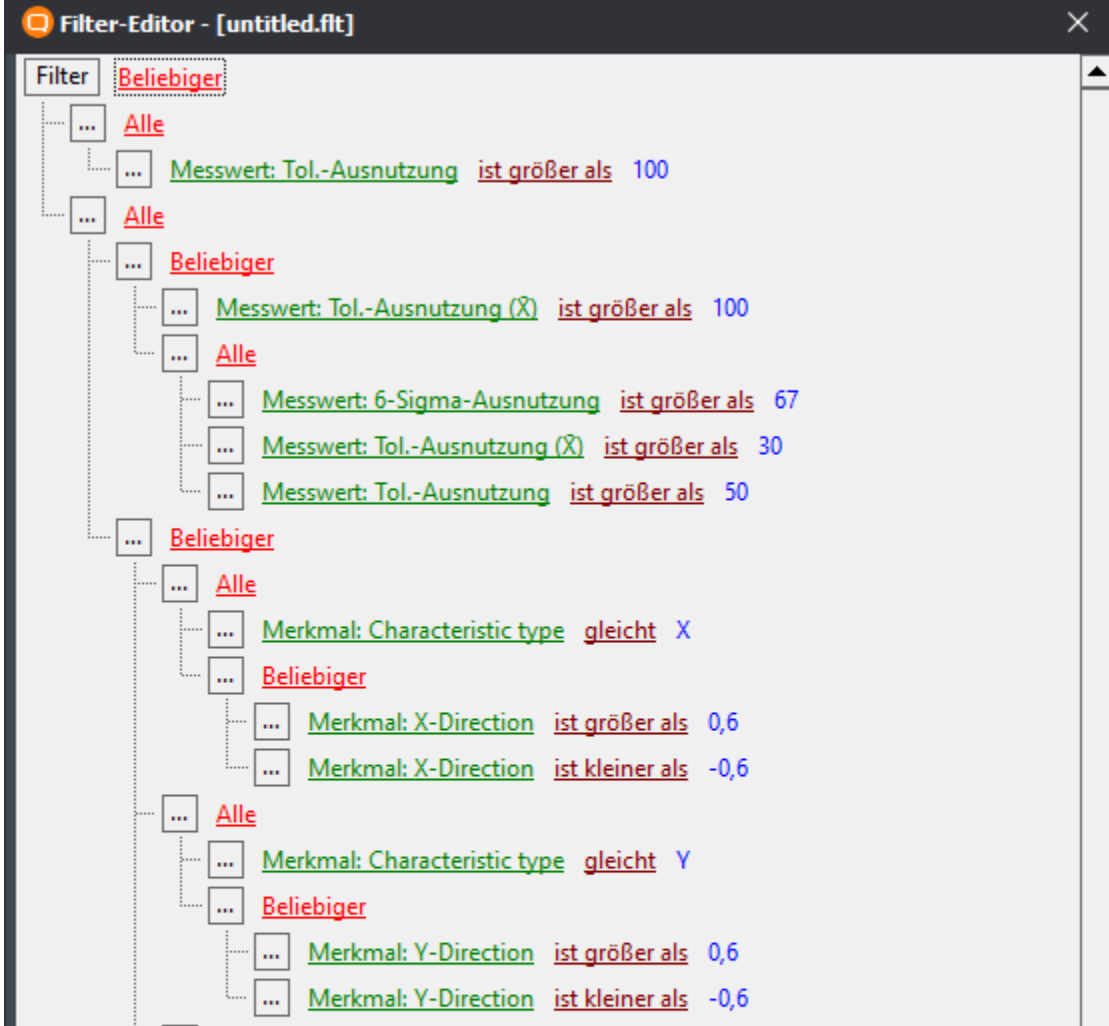 Filter-Editor - [untitled.flt]
Filter Beliebiger
... Alle
... Messwert: Tol.-Ausnutzung ist größer als 100
... Alle
... Beliebiger
... Messwert: Tol.-Ausnutzung (X̄) ist größer als 100
... Alle
... Messwert: 6-Sigma-Ausnutzung ist größer als 67
... Messwert: Tol.-Ausnutzung (X̄) ist größer als 30
... Messwert: Tol.-Ausnutzung ist größer als 50
... Beliebiger
... Alle
... Merkmal: Characteristic type gleicht X
... Beliebiger
... Merkmal: X-Direction ist größer als 0,6
... Merkmal: X-Direction ist kleiner als -0,6
... Alle
... Merkmal: Characteristic type gleicht Y
... Beliebiger
... Merkmal: Y-Direction ist größer als 0,6
... Merkmal: Y-Direction ist kleiner als -0,6